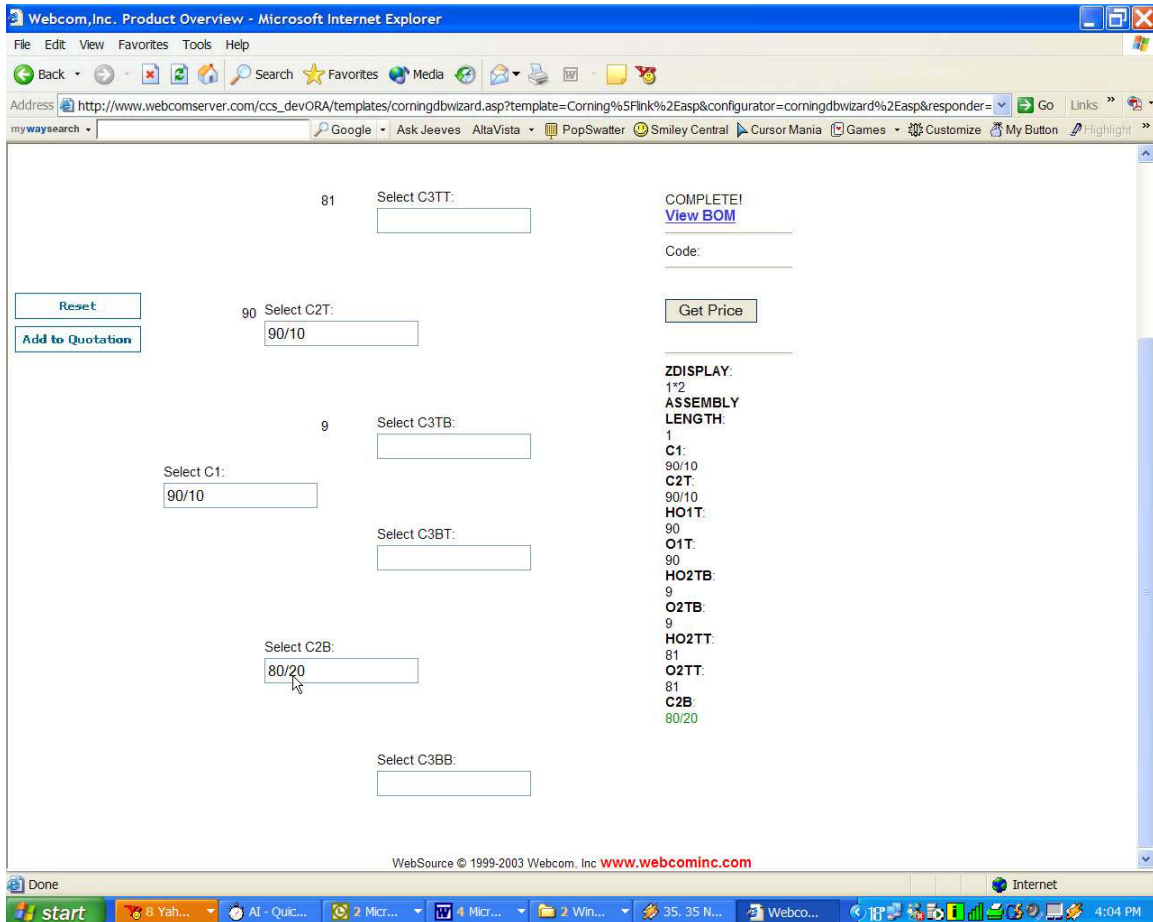 Webcom,Inc. Product Overview - Microsoft Internet Explorer
File Edit View Favorites Tools Help
Back Search Favorites Media
Address http://www.webcomserver.com/ccs_devORA/templates/corningdbwizard.asp?template=Corning%5Flink%2Easp&configurator=corningdbwizard%2Easp&responder= Go Links »
mywaysearch Google Ask Jeeves AltaVista PopSwatter Smiley Central Cursor Mania Games Customize My Button Highlight »
81 Select C3TT:
COMPLETE!
View BOM
Code:
Reset
Add to Quotation
90 Select C2T:
90/10
Get Price
9 Select C3TB:
Select C1:
90/10
Select C3BT:
Select C2B:
80/20
Select C3BB:
ZDISPLAY:
1*2
ASSEMBLY
LENGTH:
1
C1:
90/10
C2T:
90/10
HO1T:
90
O1T:
90
HO2TB:
9
O2TB:
9
HO2TT:
81
O2TT:
81
C2B:
80/20
WebSource © 1999-2003 Webcom, Inc www.webcominc.com
Done Internet
start 8 Yah... AI - Quic... 2 Micr... 4 Micr... 2 Win... 35. 35 N... Webco... 4:04 PM